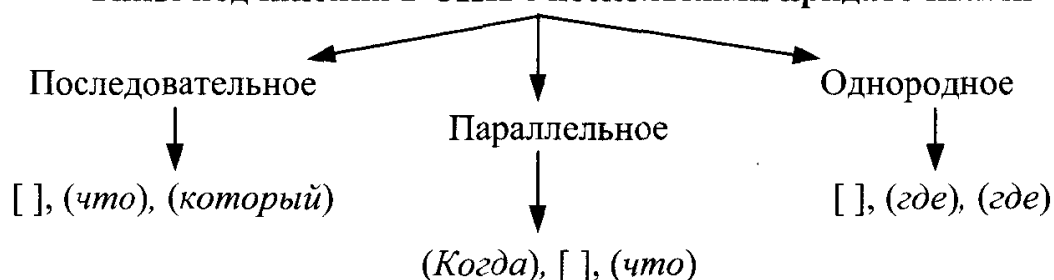 Последовательное
Однородное
Параллельное
[ ], (что), (который)
[ ], (где), (где)
(Когда), [ ], (что)